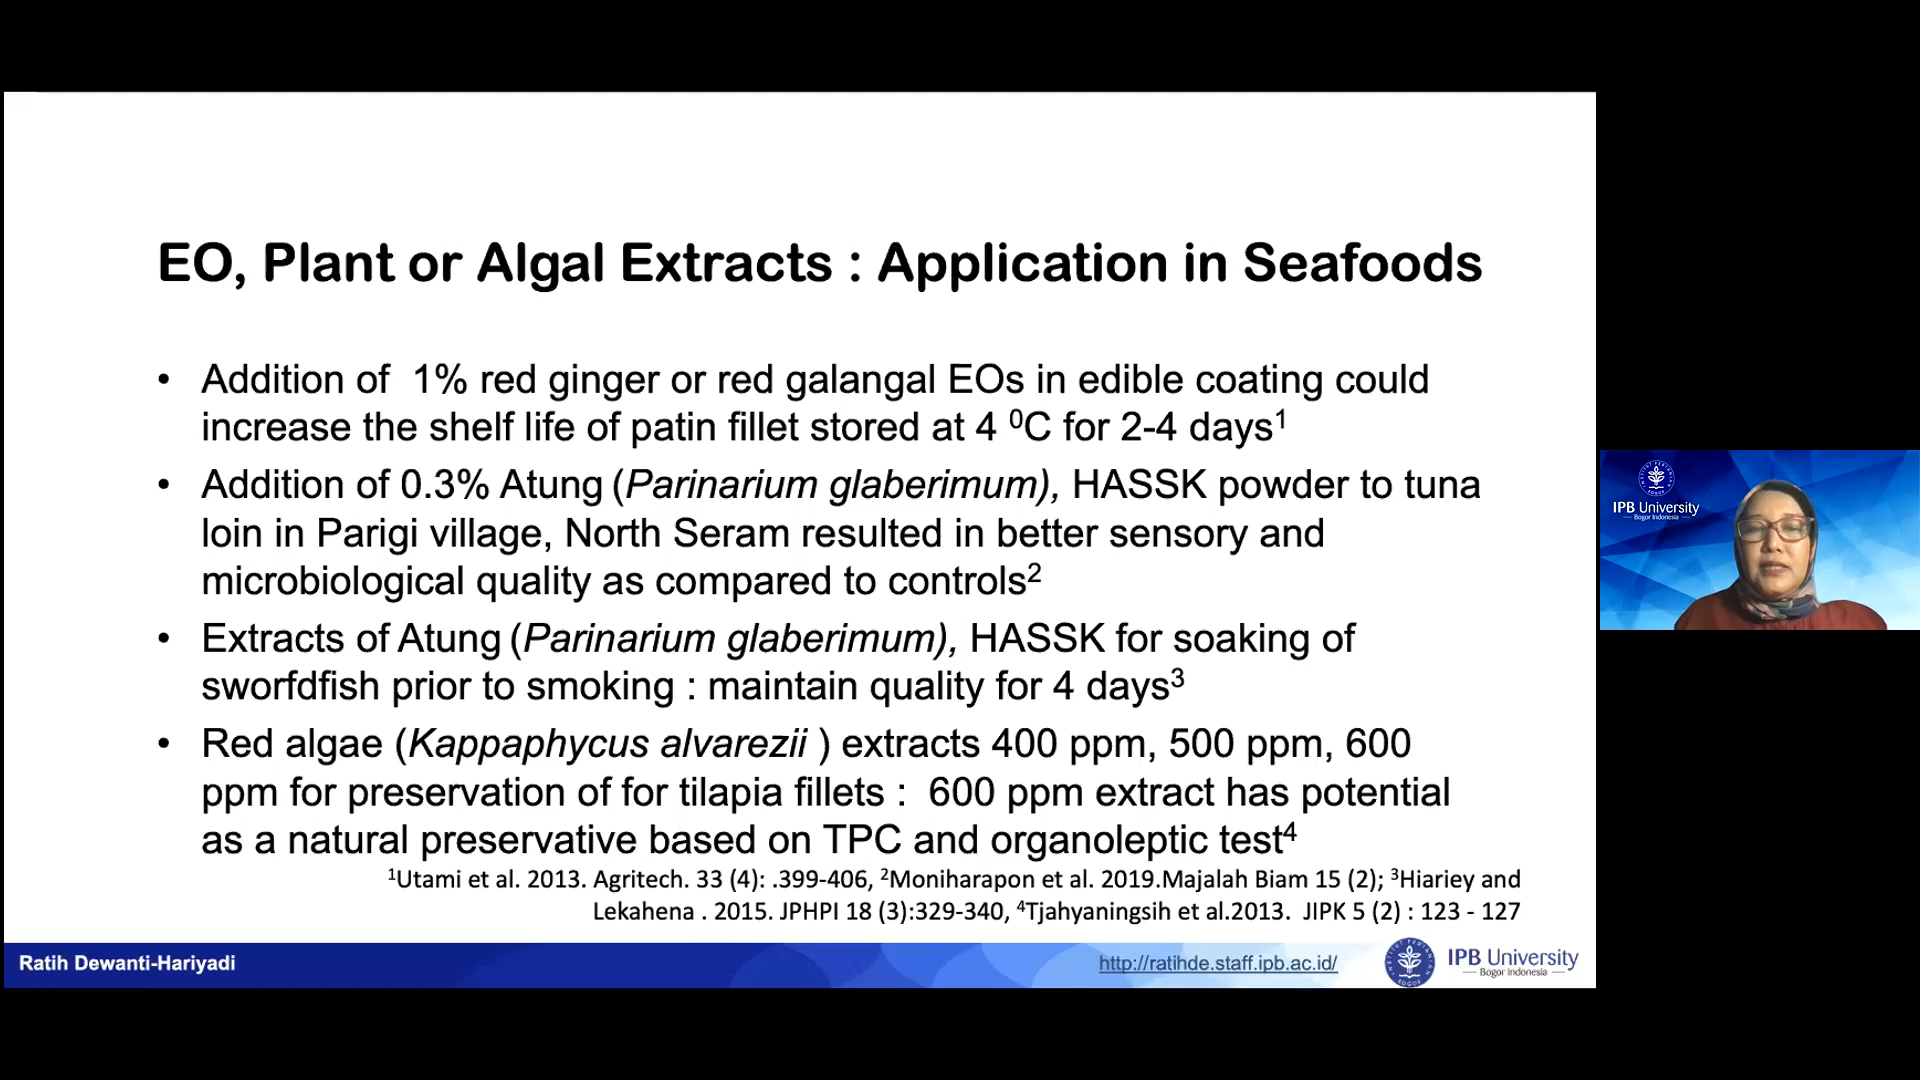 EO, Plant or Algal Extracts : Application in Seafoods
• Addition of 1% red ginger or red galangal EOs in edible coating could
increase the shelf life of patin fillet stored at 4 ⁰C for 2-4 days¹
• Addition of 0.3% Atung (Parinarium glaberimum), HASSK powder to tuna
loin in Parigi village, North Seram resulted in better sensory and
microbiological quality as compared to controls²
• Extracts of Atung (Parinarium glaberimum), HASSK for soaking of
sworfdfish prior to smoking : maintain quality for 4 days³
• Red algae (Kappaphycus alvarezii ) extracts 400 ppm, 500 ppm, 600
ppm for preservation of for tilapia fillets : 600 ppm extract has potential
as a natural preservative based on TPC and organoleptic test⁴
¹Utami et al. 2013. Agritech. 33 (4): .399-406, ²Moniharapon et al. 2019.Majalah Biam 15 (2); ³Hiariey and
Lekahena . 2015. JPHPI 18 (3):329-340, ⁴Tjahyaningsih et al.2013. JIPK 5 (2) : 123 - 127
Ratih Dewanti-Hariyadi
http://ratihde.staff.ipb.ac.id/
IPB University
Bogor Indonesia
IPB University
Bogor Indonesia